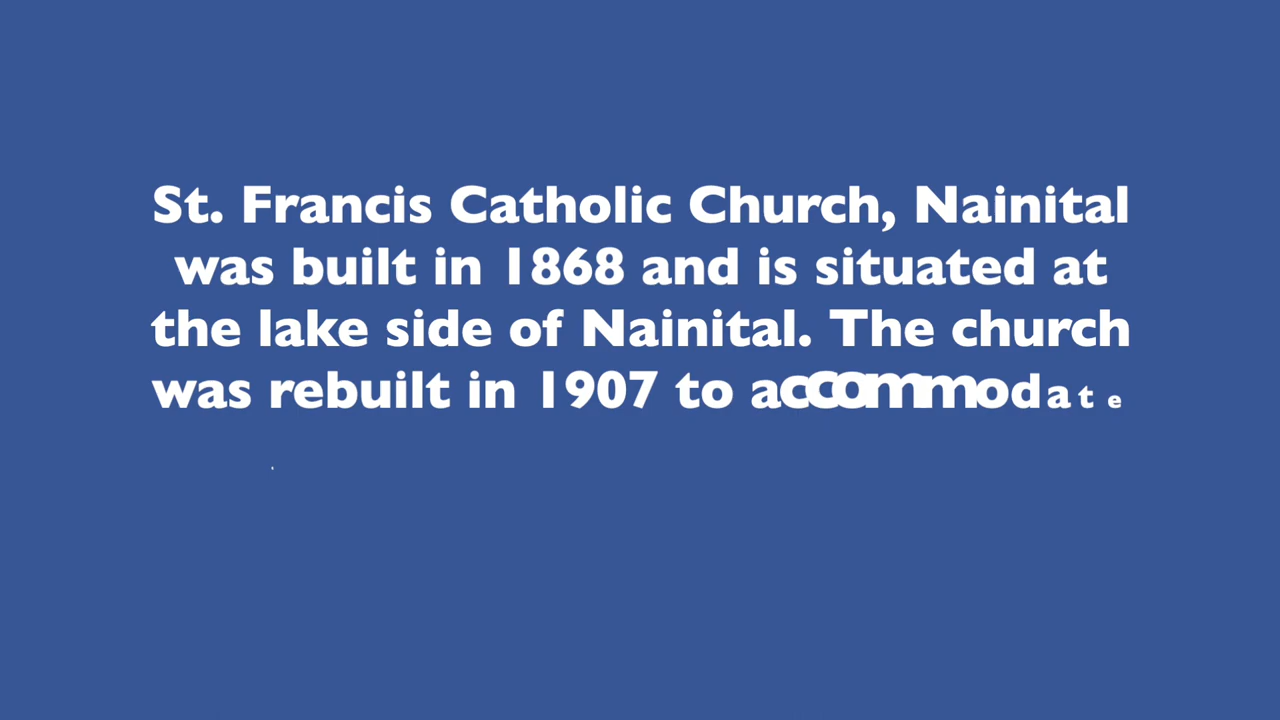 St. Francis Catholic Church, Nainital
was built in 1868 and is situated at
the lake side of Nainital. The church
was rebuilt in 1907 to accommodate